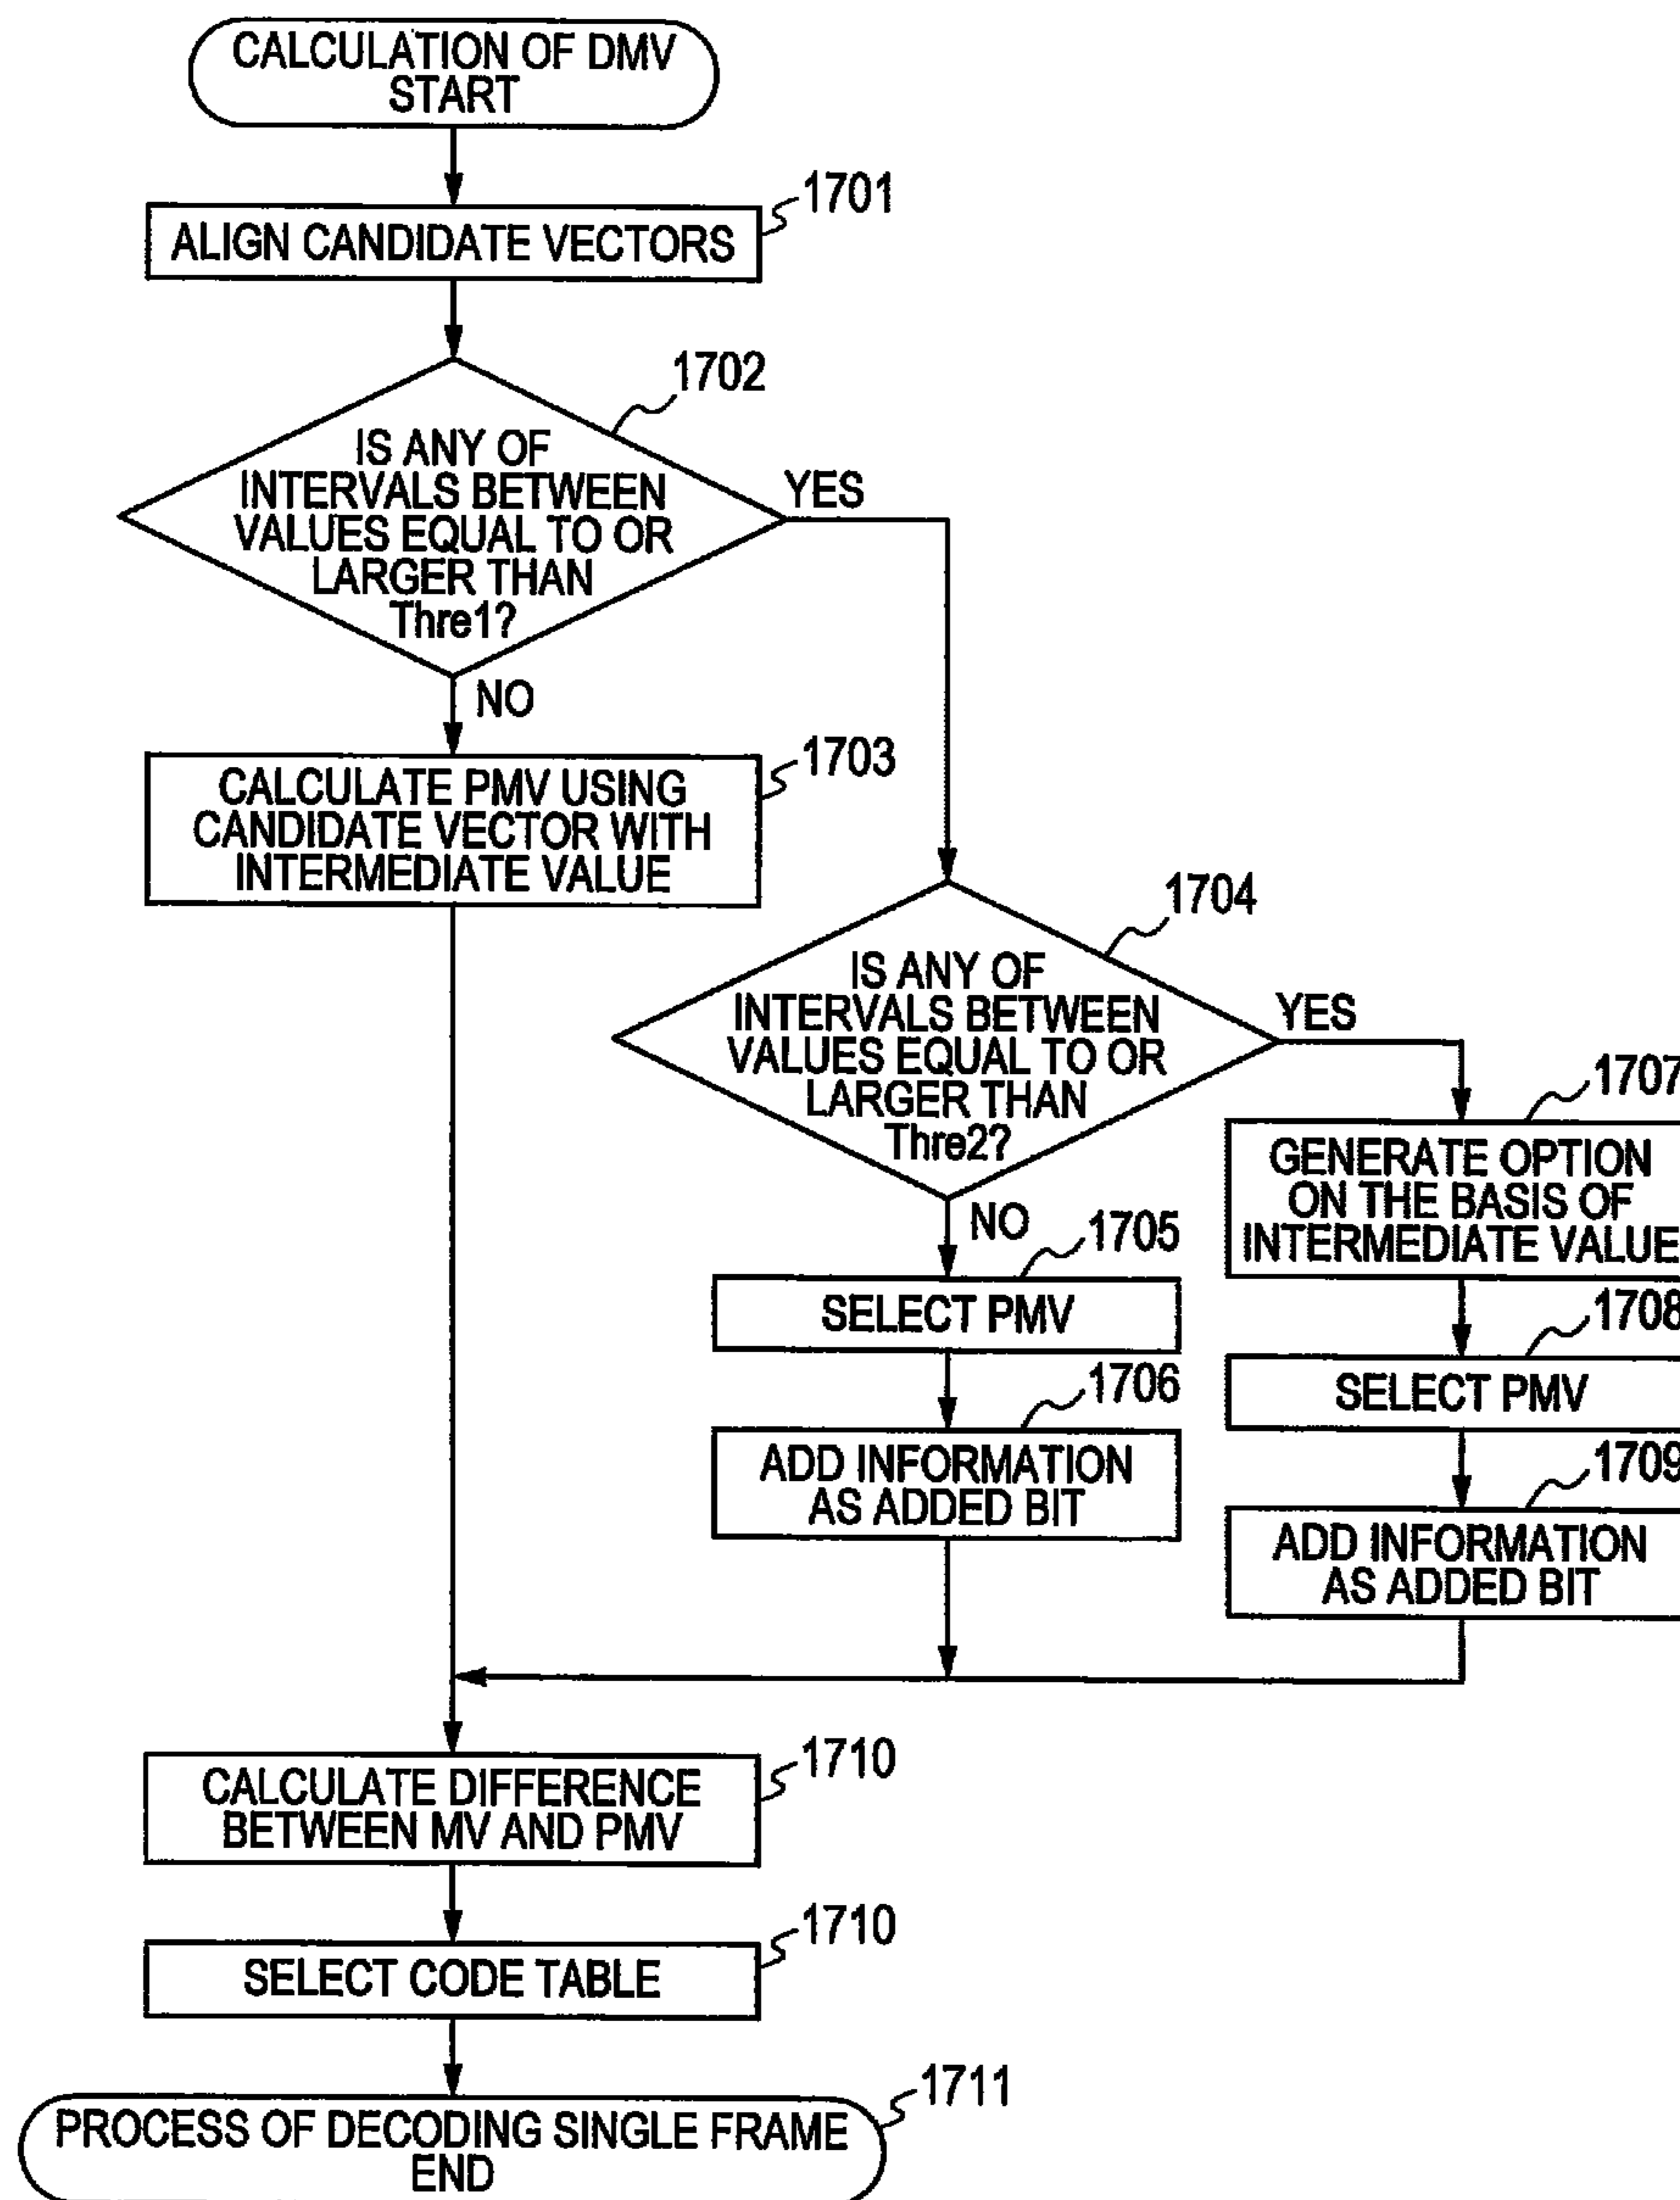 CALCULATION OF DMV
START
1701
ALIGN CANDIDATE VECTORS
1702
IS ANY OF
INTERVALS BETWEEN
VALUES EQUAL TO OR
LARGER THAN
Thre1?
YES
NO
1703
CALCULATE PMV USING
CANDIDATE VECTOR WITH
INTERMEDIATE VALUE
1704
IS ANY OF
INTERVALS BETWEEN
VALUES EQUAL TO OR
LARGER THAN
Thre2?
YES
NO
1705
SELECT PMV
1706
ADD INFORMATION
AS ADDED BIT
1707
GENERATE OPTION
ON THE BASIS OF
INTERMEDIATE VALUE
1708
SELECT PMV
1709
ADD INFORMATION
AS ADDED BIT
1710
CALCULATE DIFFERENCE
BETWEEN MV AND PMV
1710
SELECT CODE TABLE
1711
PROCESS OF DECODING SINGLE FRAME
END